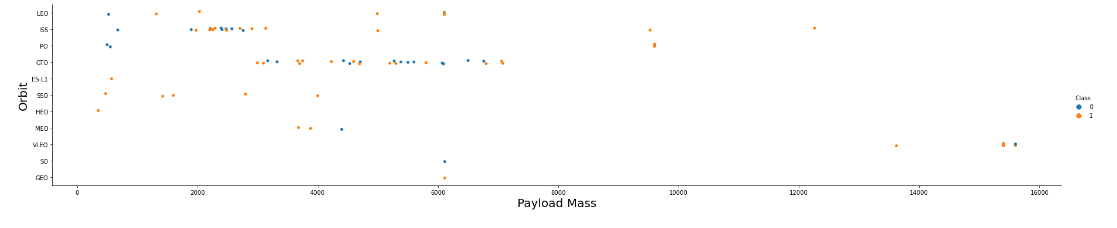 LEO
ISS
PO
GTO
ES-L1
SSO
HEO
MEO
VLEO
SO
GEO
Orbit
0 2000 4000 6000 8000 10000 12000 14000 16000
Payload Mass
Class
0
1